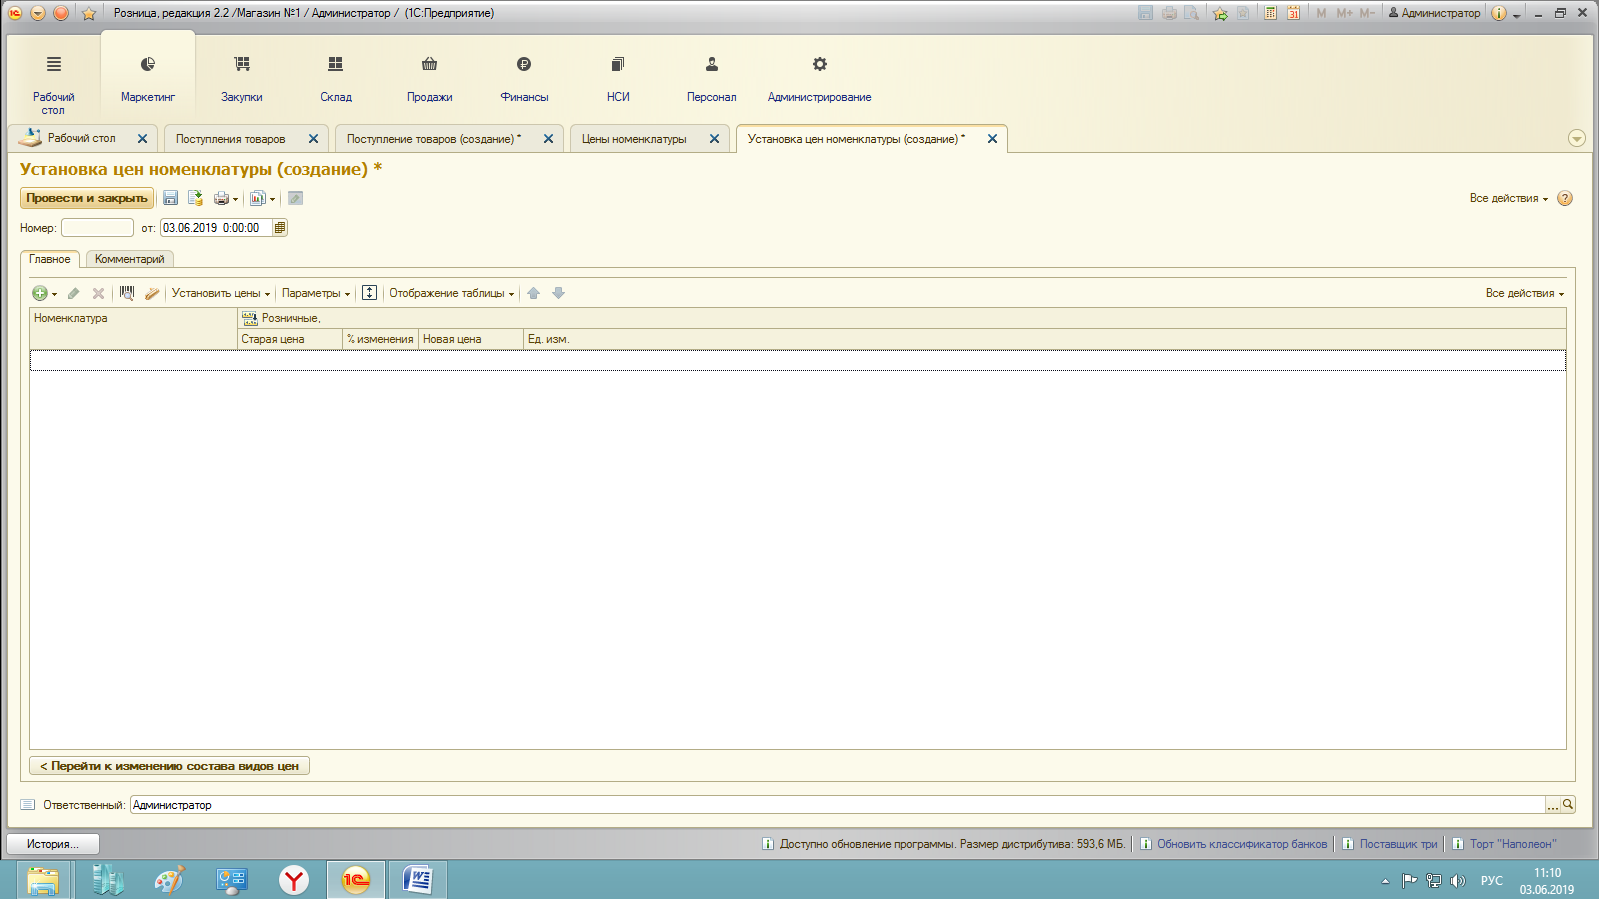 Розница, редакция 2.2 /Магазин №1 / Администратор / (1С:Предприятие)
M M+ M- Администратор
Рабочий стол
Маркетинг
Закупки
Склад
Продажи
Финансы
НСИ
Персонал
Администрирование
Рабочий стол
Поступления товаров
Поступление товаров (создание) *
Цены номенклатуры
Установка цен номенклатуры (создание) *
Установка цен номенклатуры (создание) *
Провести и закрыть
Все действия
Номер: от: 03.06.2019 0:00:00
Главное Комментарий
Установить цены Параметры Отображение таблицы Все действия
Номенклатура Розничные,
Старая цена % изменения Новая цена Ед. изм.
< Перейти к изменению состава видов цен
Ответственный: Администратор ...
История... Доступно обновление программы. Размер дистрибутива: 593,6 МБ. Обновить классификатор банков Поставщик три Торт "Наполеон"
РУС 11:10
03.06.2019